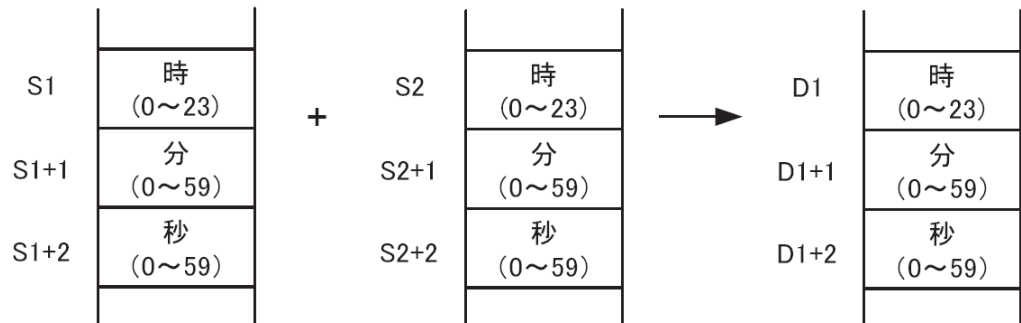 S1 時 (0～23) + S2 時 (0～23) D1 時 (0～23)
S1+1 分 (0～59) S2+1 分 (0～59) D1+1 分 (0～59)
S1+2 秒 (0～59) S2+2 秒 (0～59) D1+2 秒 (0～59)